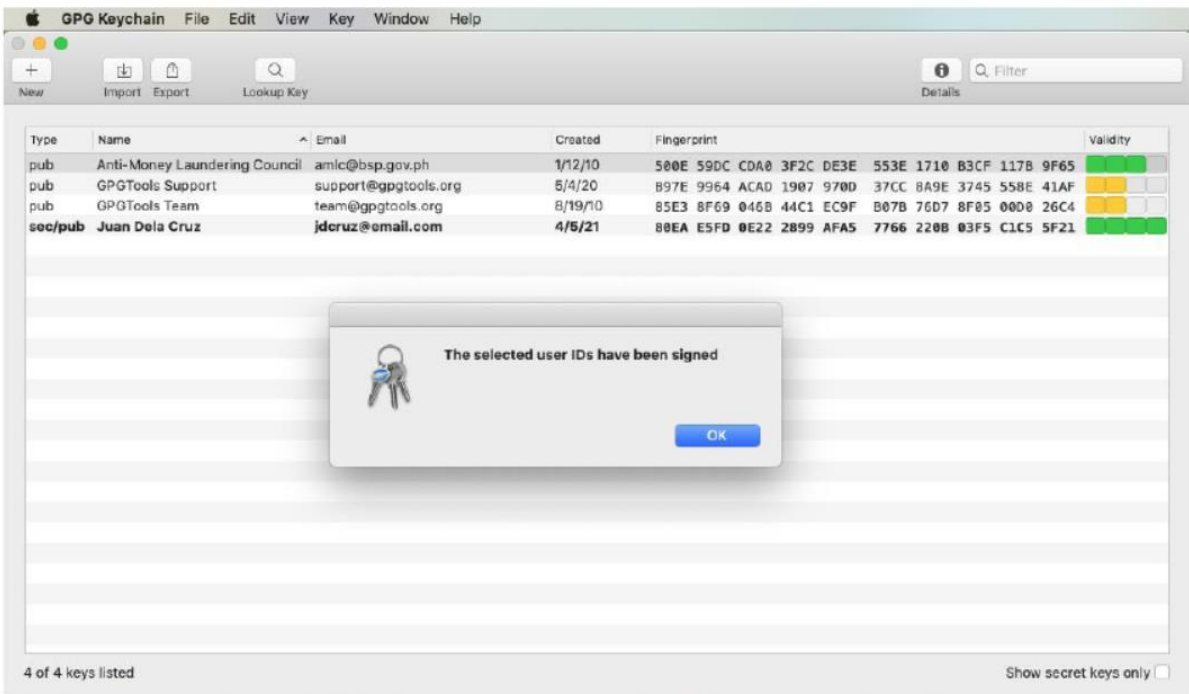 GPG Keychain File Edit View Key Window Help
New Import Export Lookup Key Details Filter
Type Name Email Created Fingerprint Validity
pub Anti-Money Laundering Council amlc@bsp.gov.ph 1/12/10 500E 59DC CDA0 3F2C DE3E 553E 1710 B3CF 117B 9F65
pub GPGTools Support support@gpgtools.org 5/4/20 B97E 9964 ACAD 1907 970D 37CC 8A9E 3745 558E 41AF
pub GPGTools Team team@gpgtools.org 8/19/10 85E3 8F69 046B 44C1 EC9F B07B 76D7 8F05 00D0 26C4
sec/pub Juan Dela Cruz jdcruz@email.com 4/5/21 80EA E5FD 0E22 2899 AFA5 7766 220B 03F5 C1C5 5F21
The selected user IDs have been signed
OK
4 of 4 keys listed Show secret keys only